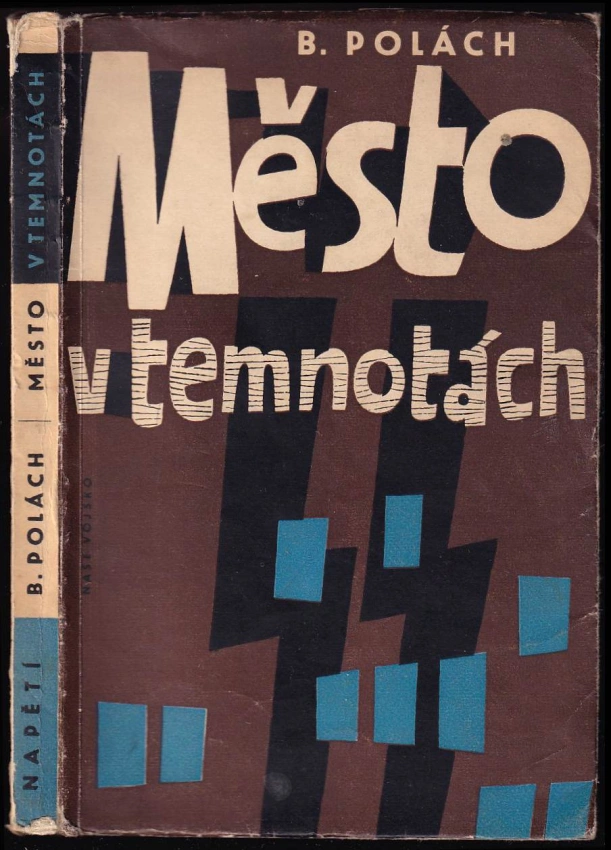 B. POLÁCH
Město
v temnotách
NAŠE VOJSKO
NAPĚTÍ B. POLÁCH | MĚSTO V TEMNOTÁCH